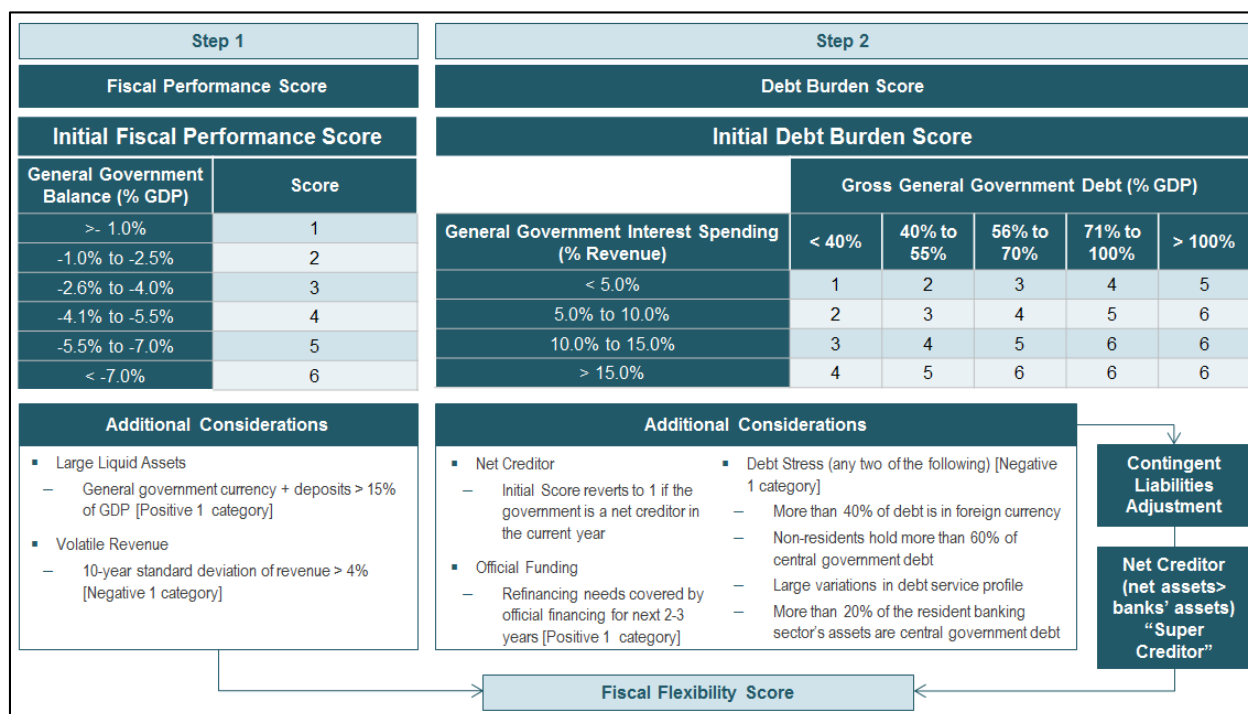 Step 1
Fiscal Performance Score
Initial Fiscal Performance Score
General Government
Balance (% GDP)
Score
>- 1.0%
1
-1.0% to -2.5%
2
-2.6% to -4.0%
3
-4.1% to -5.5%
4
-5.5% to -7.0%
5
< -7.0%
6
Additional Considerations
▪ Large Liquid Assets
– General government currency + deposits > 15%
of GDP [Positive 1 category]
▪ Volatile Revenue
– 10-year standard deviation of revenue > 4%
[Negative 1 category]
Step 2
Debt Burden Score
Initial Debt Burden Score
Gross General Government Debt (% GDP)
General Government Interest Spending
(% Revenue)
< 40%
40% to
55%
56% to
70%
71% to
100%
> 100%
< 5.0%
1 2 3 4 5
5.0% to 10.0%
2 3 4 5 6
10.0% to 15.0%
3 4 5 6 6
> 15.0%
4 5 6 6 6
Additional Considerations
▪ Net Creditor
– Initial Score reverts to 1 if the
government is a net creditor in
the current year
▪ Official Funding
– Refinancing needs covered by
official financing for next 2-3
years [Positive 1 category]
▪ Debt Stress (any two of the following) [Negative
1 category]
– More than 40% of debt is in foreign currency
– Non-residents hold more than 60% of
central government debt
– Large variations in debt service profile
– More than 20% of the resident banking
sector's assets are central government debt
Contingent
Liabilities
Adjustment
Net Creditor
(net assets>
banks' assets)
"Super
Creditor"
Fiscal Flexibility Score